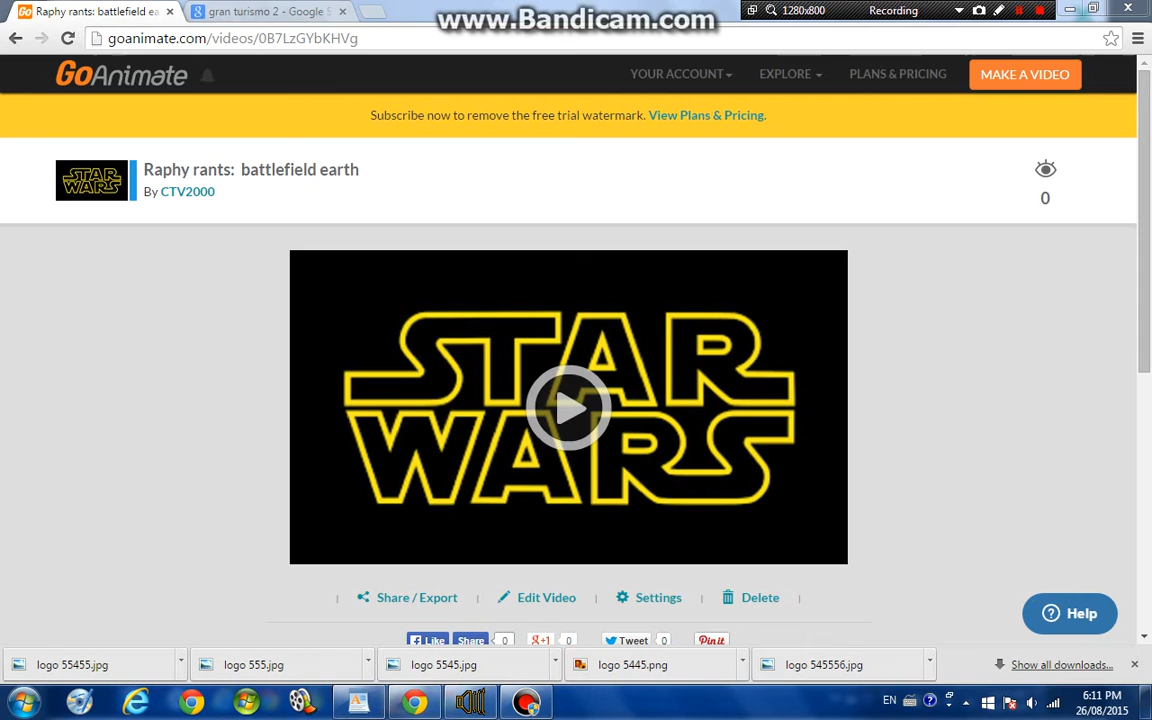 Raphy rants: battlefield ea
gran turismo 2 - Google S
www.Bandicam.com
1280x800
Recording
goanimate.com/videos/0B7LzGYbKHVg
GoAnimate
YOUR ACCOUNT
EXPLORE
PLANS & PRICING
MAKE A VIDEO
Subscribe now to remove the free trial watermark. View Plans & Pricing.
STAR WARS
Raphy rants: battlefield earth
By CTV2000
0
STAR
WARS
Share / Export
Edit Video
Settings
Delete
Help
Like
Share
0
g+1
0
Tweet
0
Pin it
logo 55455.jpg
logo 555.jpg
logo 5545.jpg
logo 5445.png
logo 545556.jpg
Show all downloads...
EN
6:11 PM
26/08/2015